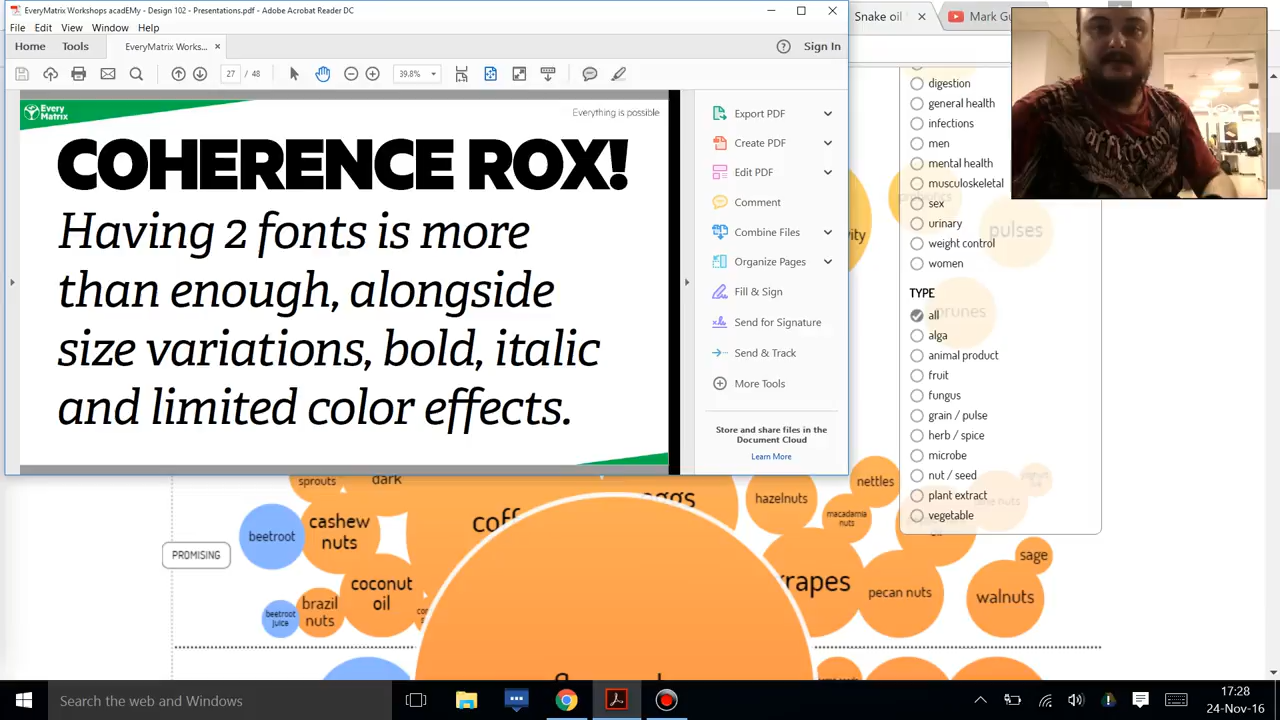 EveryMatrix Workshops acadEMy - Design 102 - Presentations.pdf - Adobe Acrobat Reader DC
Snake oil
Mark Gu
File Edit View Window Help
Home Tools EveryMatrix Works... × Sign In
27 / 48 39.8%
Every
Matrix
Everything is possible
COHERENCE ROX!
Having 2 fonts is more
than enough, alongside
size variations, bold, italic
and limited color effects.
Export PDF
Create PDF
Edit PDF
Comment
Combine Files
Organize Pages
Fill & Sign
Send for Signature
Send & Track
More Tools
Store and share files in the
Document Cloud
Learn More
digestion
general health
infections
men
mental health
musculoskeletal
sex
urinary
weight control
women
TYPE
all
alga
animal product
fruit
fungus
grain / pulse
herb / spice
microbe
nut / seed
plant extract
vegetable
pulses
prunes
affliction
sprouts
dark
eggs
hazelnuts
nettles
macadamia
nuts
beetroot
cashew
nuts
PROMISING
coconut
oil
grapes
pecan nuts
sage
walnuts
beetroot
juice
brazil
nuts
Search the web and Windows
17:28
24-Nov-16